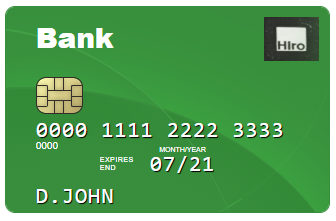 Bank
HIro
0000 1111 2222 3333
0000
MONTH/YEAR
EXPIRES
END
07/21
D.JOHN